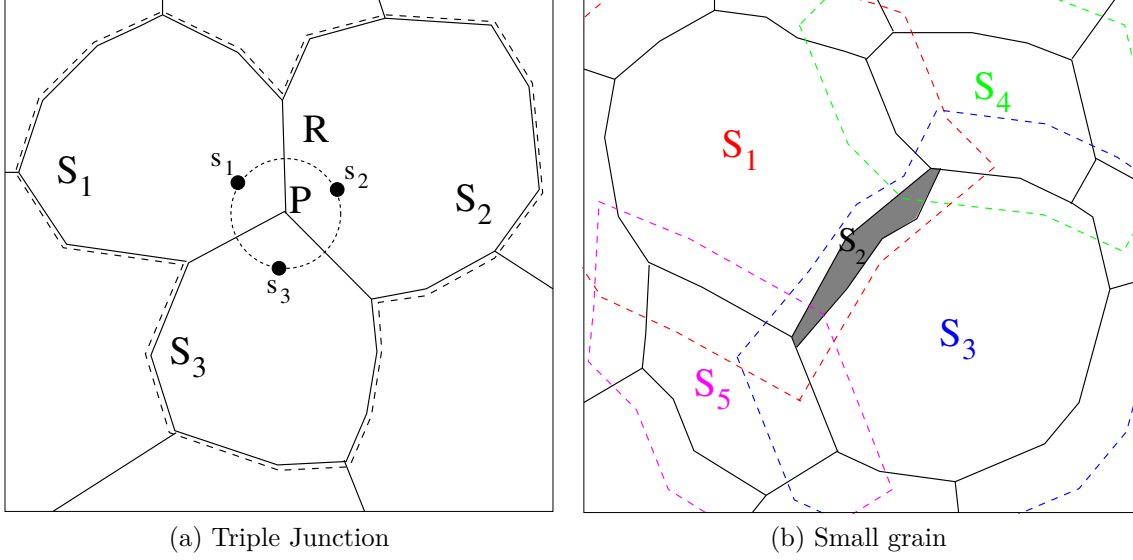 R
S₁
s₁
s₂
P
S₂
s₃
S₃
(a) Triple Junction
S₄
S₁
S₂
S₃
S₅
(b) Small grain